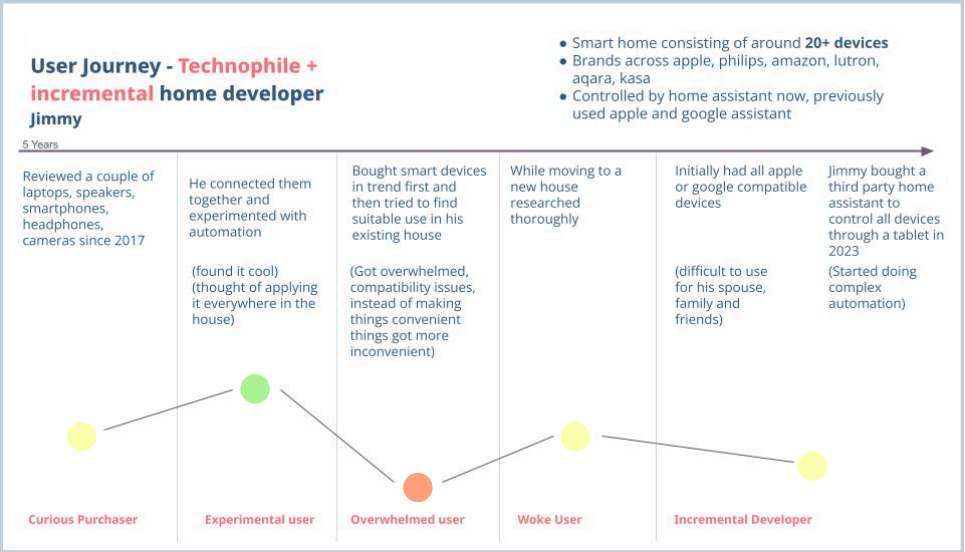 User Journey - Technophile +
incremental home developer
Jimmy
● Smart home consisting of around 20+ devices
● Brands across apple, philips, amazon, lutron,
aqara, kasa
● Controlled by home assistant now, previously
used apple and google assistant
5 Years
Reviewed a couple of
laptops, speakers,
smartphones,
headphones,
cameras since 2017
He connected them
together and
experimented with
automation
(found it cool)
(thought of applying
it everywhere in the
house)
Bought smart devices
in trend first and
then tried to find
suitable use in his
existing house
(Got overwhelmed,
compatibility issues,
instead of making
things convenient
things got more
inconvenient)
While moving to a
new house
researched
thoroughly
Initially had all apple
or google compatible
devices
(difficult to use
for his spouse,
family and
friends)
Jimmy bought a
third party home
assistant to
control all devices
through a tablet in
2023
(Started doing
complex
automation)
Curious Purchaser
Experimental user
Overwhelmed user
Woke User
Incremental Developer